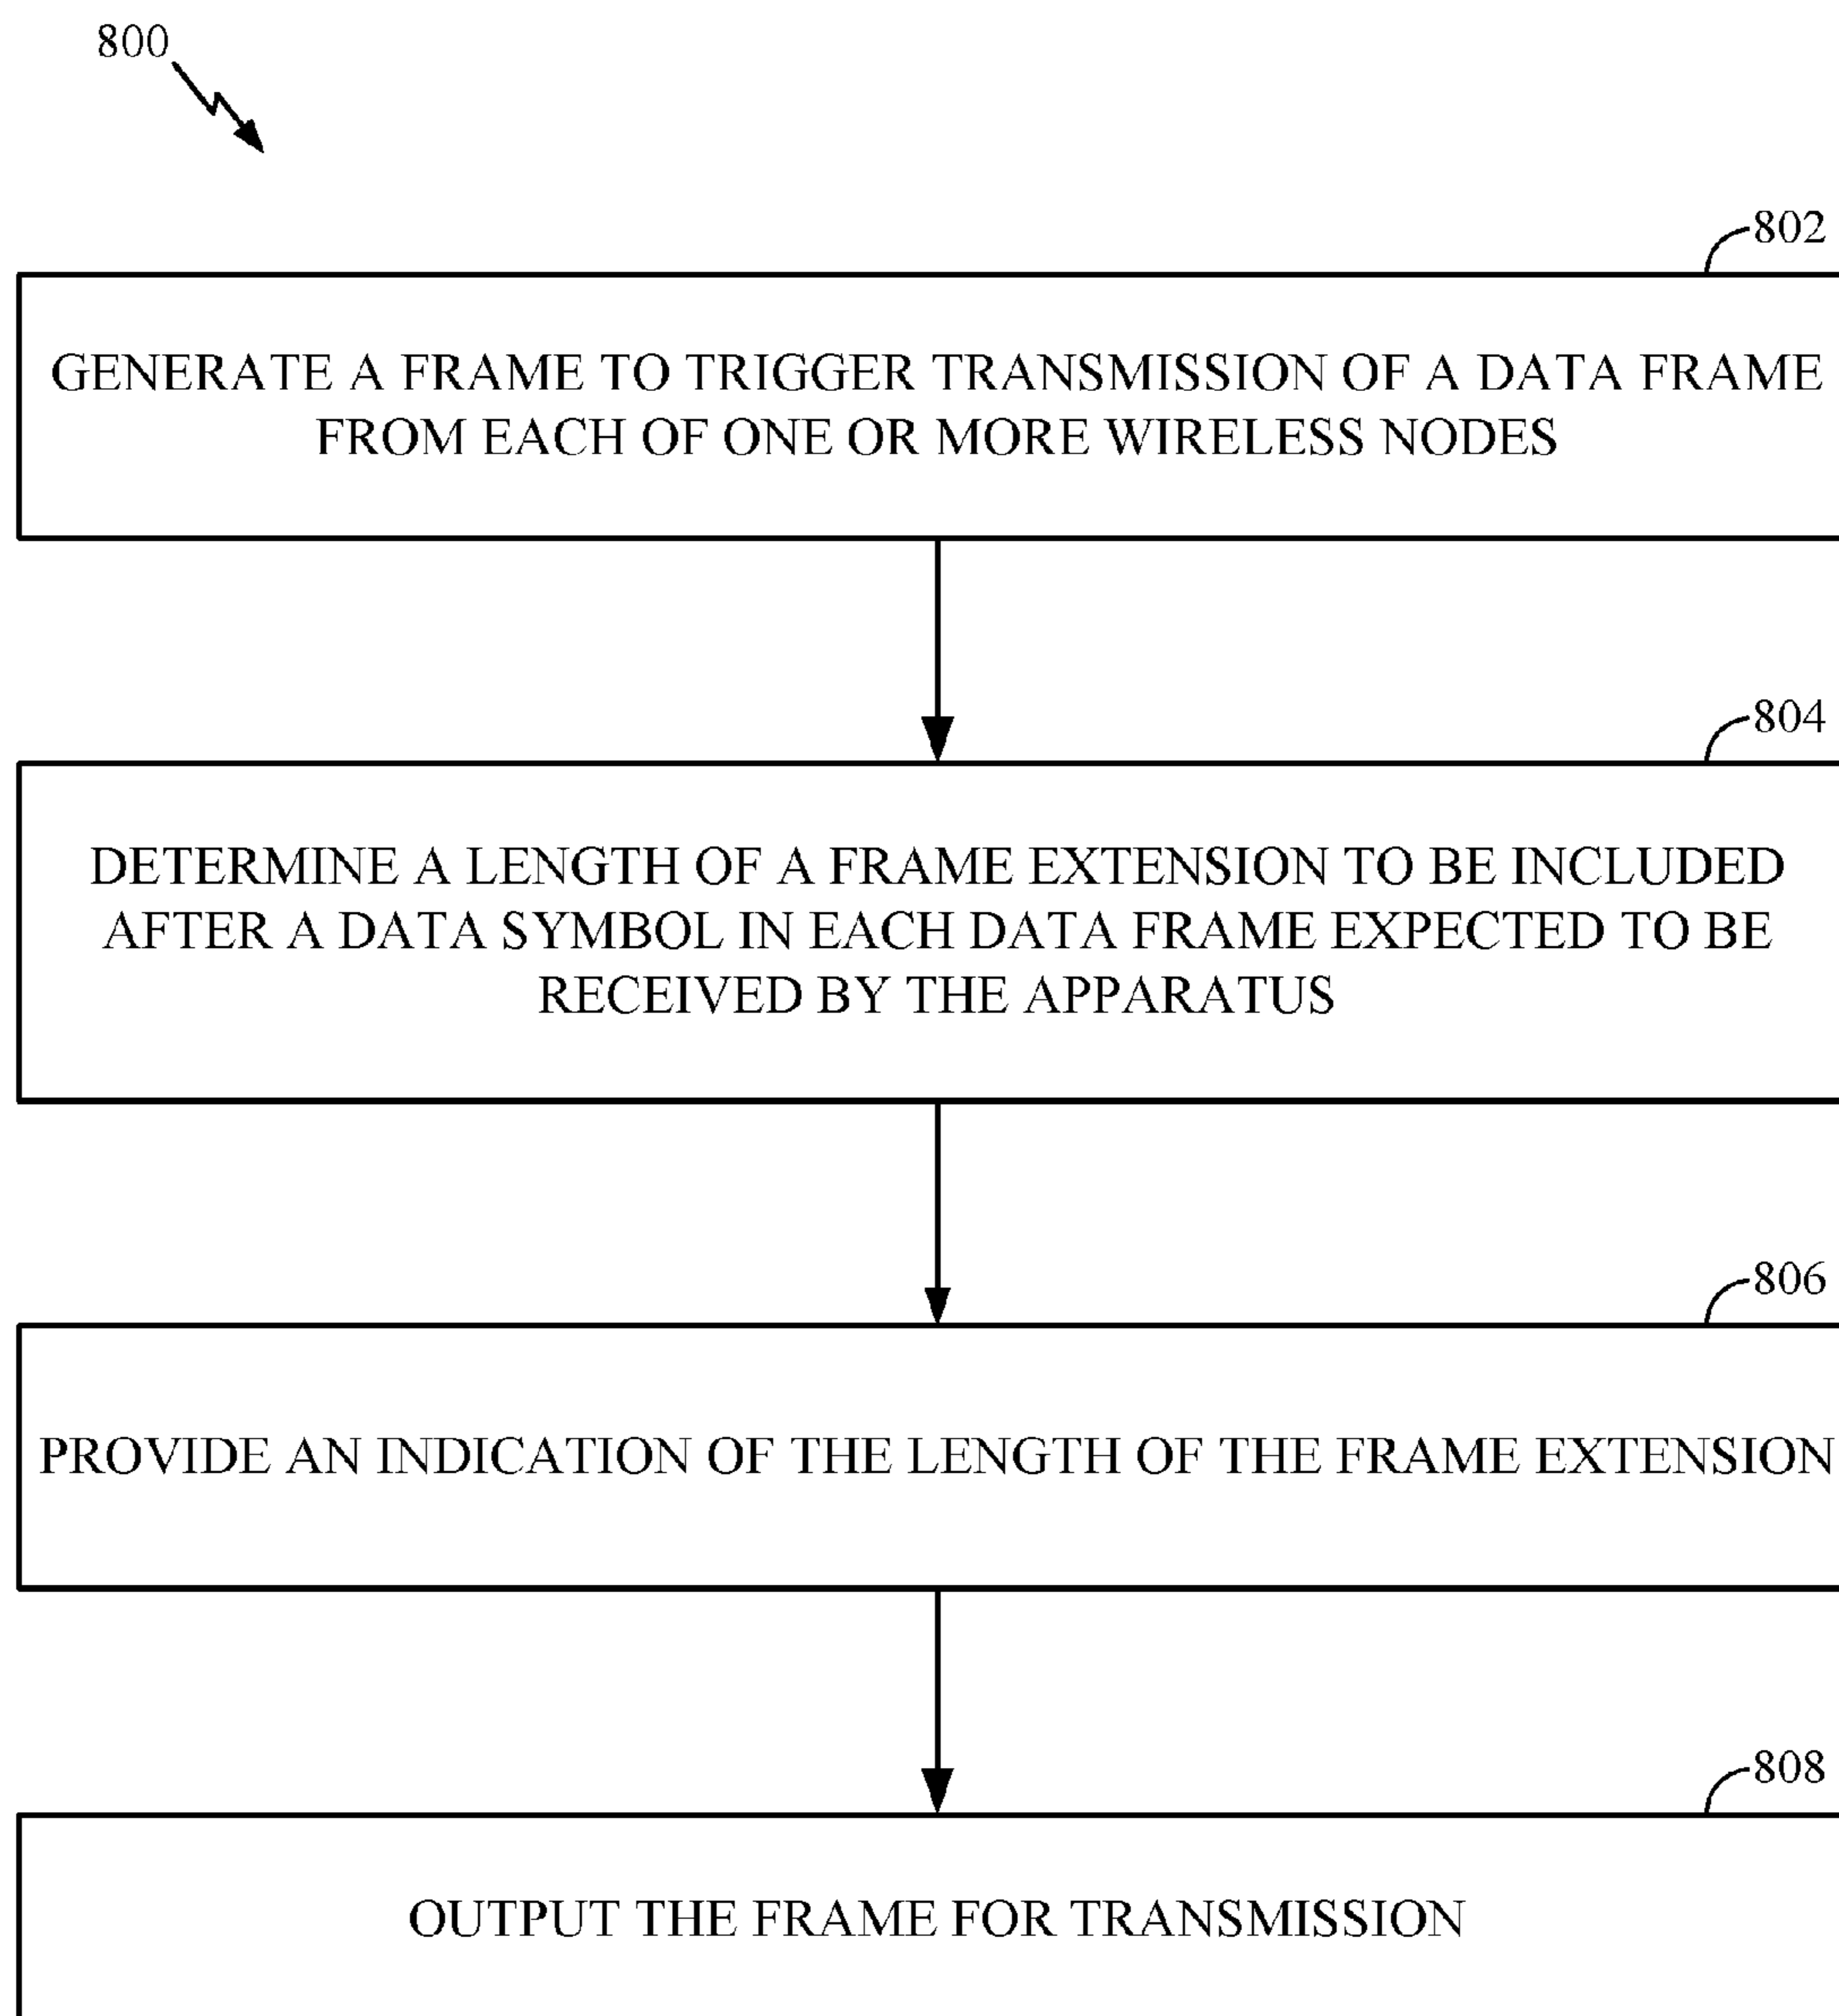 800
802
GENERATE A FRAME TO TRIGGER TRANSMISSION OF A DATA FRAME
FROM EACH OF ONE OR MORE WIRELESS NODES
804
DETERMINE A LENGTH OF A FRAME EXTENSION TO BE INCLUDED
AFTER A DATA SYMBOL IN EACH DATA FRAME EXPECTED TO BE
RECEIVED BY THE APPARATUS
806
PROVIDE AN INDICATION OF THE LENGTH OF THE FRAME EXTENSION
808
OUTPUT THE FRAME FOR TRANSMISSION